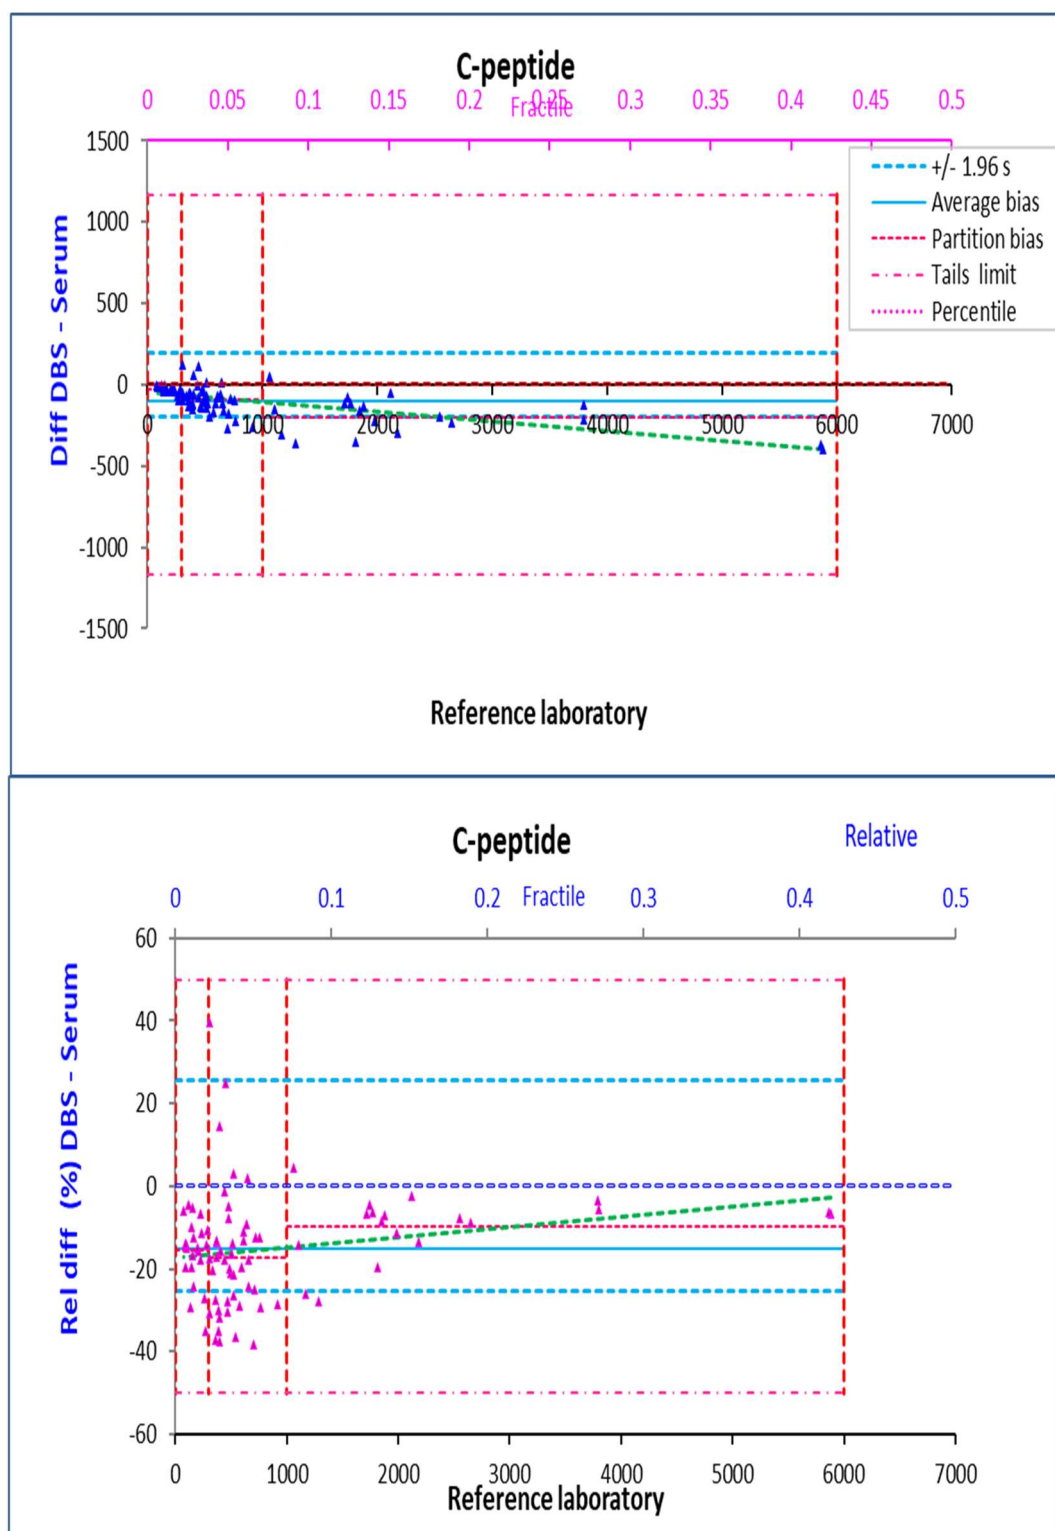 C-peptide
0 0.05 0.1 0.15 0.2 0.25 0.3 0.35 0.4 0.45 0.5
Fractile
1500
+/- 1.96 s
Average bias
Partition bias
Tails limit
Percentile
1000
500
0
-500
-1000
-1500
Diff DBS - Serum
0 1000 2000 3000 4000 5000 6000 7000
Reference laboratory
C-peptide
Relative
0 0.1 0.2 Fractile 0.3 0.4 0.5
60
40
20
0
-20
-40
-60
Rel diff (%) DBS - Serum
0 1000 2000 3000 4000 5000 6000 7000
Reference laboratory